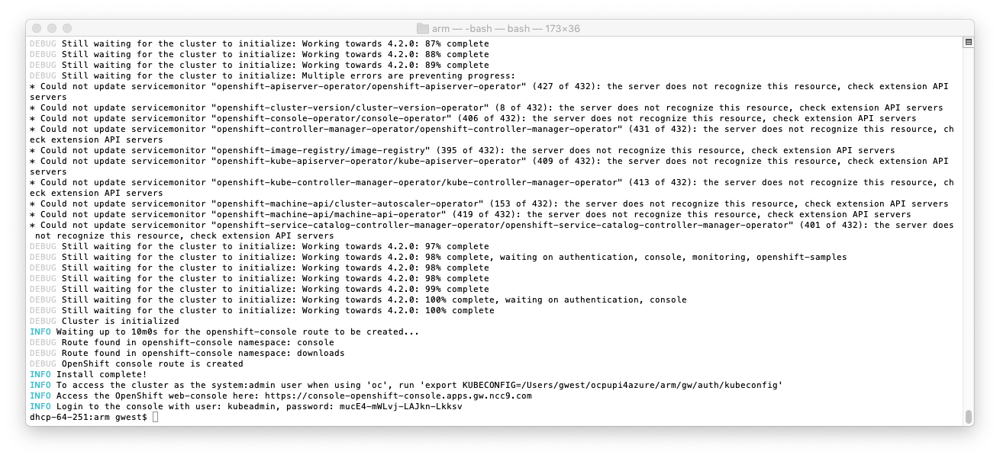 arm — -bash — bash — 173×36
DEBUG Still waiting for the cluster to initialize: Working towards 4.2.0: 87% complete
DEBUG Still waiting for the cluster to initialize: Working towards 4.2.0: 88% complete
DEBUG Still waiting for the cluster to initialize: Working towards 4.2.0: 89% complete
DEBUG Still waiting for the cluster to initialize: Multiple errors are preventing progress:
* Could not update servicemonitor "openshift-apiserver-operator/openshift-apiserver-operator" (427 of 432): the server does not recognize this resource, check extension API
servers
* Could not update servicemonitor "openshift-cluster-version/cluster-version-operator" (8 of 432): the server does not recognize this resource, check extension API servers
* Could not update servicemonitor "openshift-console-operator/console-operator" (406 of 432): the server does not recognize this resource, check extension API servers
* Could not update servicemonitor "openshift-controller-manager-operator/openshift-controller-manager-operator" (431 of 432): the server does not recognize this resource, ch
eck extension API servers
* Could not update servicemonitor "openshift-image-registry/image-registry" (395 of 432): the server does not recognize this resource, check extension API servers
* Could not update servicemonitor "openshift-kube-apiserver-operator/kube-apiserver-operator" (409 of 432): the server does not recognize this resource, check extension API
servers
* Could not update servicemonitor "openshift-kube-controller-manager-operator/kube-controller-manager-operator" (413 of 432): the server does not recognize this resource, ch
eck extension API servers
* Could not update servicemonitor "openshift-machine-api/cluster-autoscaler-operator" (153 of 432): the server does not recognize this resource, check extension API servers
* Could not update servicemonitor "openshift-machine-api/machine-api-operator" (419 of 432): the server does not recognize this resource, check extension API servers
* Could not update servicemonitor "openshift-service-catalog-controller-manager-operator/openshift-service-catalog-controller-manager-operator" (401 of 432): the server does
not recognize this resource, check extension API servers
DEBUG Still waiting for the cluster to initialize: Working towards 4.2.0: 97% complete
DEBUG Still waiting for the cluster to initialize: Working towards 4.2.0: 98% complete, waiting on authentication, console, monitoring, openshift-samples
DEBUG Still waiting for the cluster to initialize: Working towards 4.2.0: 98% complete
DEBUG Still waiting for the cluster to initialize: Working towards 4.2.0: 98% complete
DEBUG Still waiting for the cluster to initialize: Working towards 4.2.0: 99% complete
DEBUG Still waiting for the cluster to initialize: Working towards 4.2.0: 100% complete, waiting on authentication, console
DEBUG Still waiting for the cluster to initialize: Working towards 4.2.0: 100% complete
DEBUG Cluster is initialized
INFO Waiting up to 10m0s for the openshift-console route to be created...
DEBUG Route found in openshift-console namespace: console
DEBUG Route found in openshift-console namespace: downloads
DEBUG OpenShift console route is created
INFO Install complete!
INFO To access the cluster as the system:admin user when using 'oc', run 'export KUBECONFIG=/Users/gwest/ocpupi4azure/arm/gw/auth/kubeconfig'
INFO Access the OpenShift web-console here: https://console-openshift-console.apps.gw.ncc9.com
INFO Login to the console with user: kubeadmin, password: mucE4-mWLvj-LAJkn-Lkksv
dhcp-64-251:arm gwest$